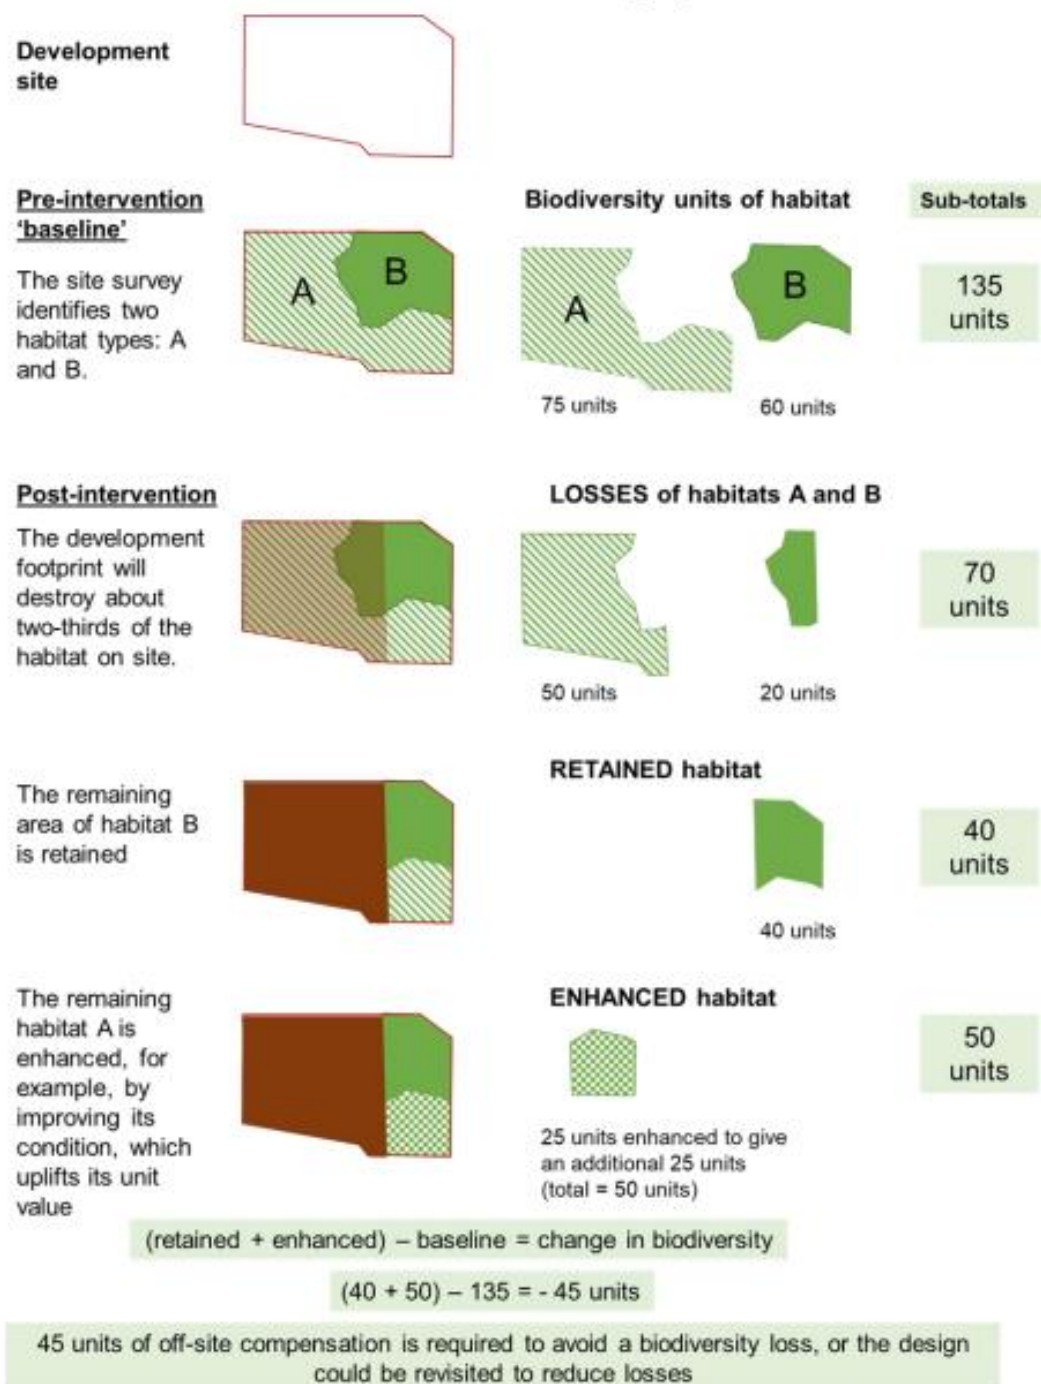 Development
site
Pre-intervention
‘baseline’
The site survey
identifies two
habitat types: A
and B.
A
B
Biodiversity units of habitat
A
75 units
B
60 units
Sub-totals
135
units
Post-intervention
The development
footprint will
destroy about
two-thirds of the
habitat on site.
LOSSES of habitats A and B
50 units
20 units
70
units
The remaining
area of habitat B
is retained
RETAINED habitat
40 units
40
units
The remaining
habitat A is
enhanced, for
example, by
improving its
condition, which
uplifts its unit
value
ENHANCED habitat
25 units enhanced to give
an additional 25 units
(total = 50 units)
50
units
(retained + enhanced) – baseline = change in biodiversity
(40 + 50) – 135 = - 45 units
45 units of off-site compensation is required to avoid a biodiversity loss, or the design
could be revisited to reduce losses